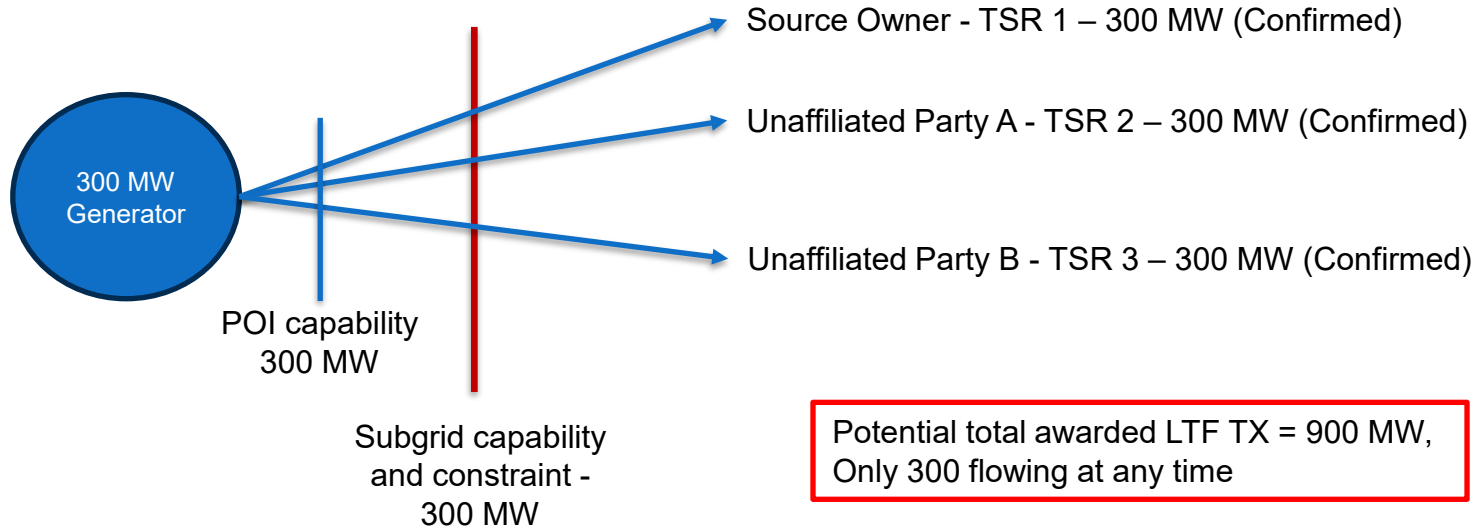 Source Owner - TSR 1 – 300 MW (Confirmed)
Unaffiliated Party A - TSR 2 – 300 MW (Confirmed)
300 MW
Generator
Unaffiliated Party B - TSR 3 – 300 MW (Confirmed)
POI capability
300 MW
Subgrid capability
and constraint -
300 MW
Potential total awarded LTF TX = 900 MW,
Only 300 flowing at any time